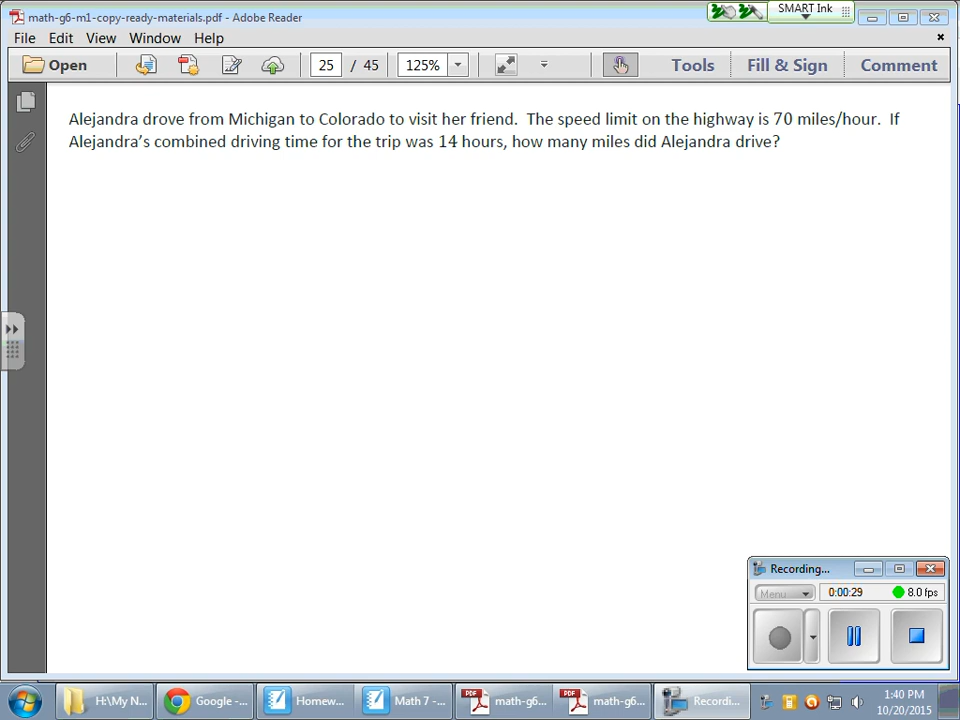 math-g6-m1-copy-ready-materials.pdf - Adobe Reader
SMART Ink
File Edit View Window Help
Open 25 / 45 125% Tools Fill & Sign Comment
Alejandra drove from Michigan to Colorado to visit her friend. The speed limit on the highway is 70 miles/hour. If
Alejandra's combined driving time for the trip was 14 hours, how many miles did Alejandra drive?
Recording...
Menu 0:00:29 8.0 fps
H:\My N... Google -... Homew... Math 7 -... math-g6... math-g6... Recordi... 1:40 PM
10/20/2015